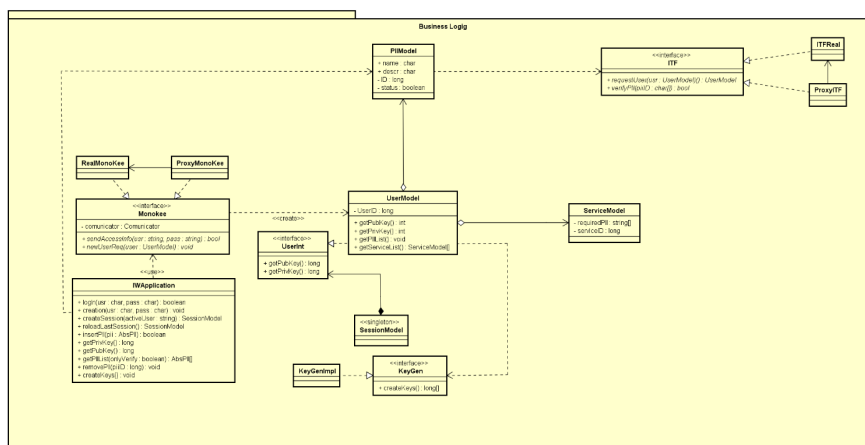 Business Logig
PIIModel
+ name : char
+ descr : char
- ID : long
- status : boolean
<<interface>>
ITF
+ requestUser(usr : UserModel()) : UserModel
+ verifyPII(piiID : char[]) : bool
ITFReal
ProxyITF
RealMonoKee
ProxyMonoKee
<<interface>>
Monokee
- comunicator : Comunicator
+ sendAccessInfo(usr : string, pass : string) : bool
+ newUserReq(user : UserModel) : void
<<create>>
UserModel
- UserID : long
+ getPubKey() : int
+ getPrivKey() : int
+ getPIIList() : void
+ getServiceList() : ServiceModel[]
ServiceModel
- requiredPII : string[]
- serviceID : long
<<interface>>
UserInt
+ getPubKey() : long
+ getPrivKey() : long
<<use>>
IWApplication
+ login(usr : char, pass : char) : boolean
+ creation(usr : char, pass : char) : void
+ createSession(activeUser : string) : SessionModel
+ reloadLastSession() : SessionModel
+ insertPII(pii : AbsPII) : boolean
+ getPrivKey() : long
+ getPubKey() : long
+ getPIIList(onlyVerify : boolean) : AbsPII[]
+ removePII(piiID : long) : void
+ createKeys() : void
<<singleton>>
SessionModel
KeyGenImpl
<<interface>>
KeyGen
+ createKeys() : long[]